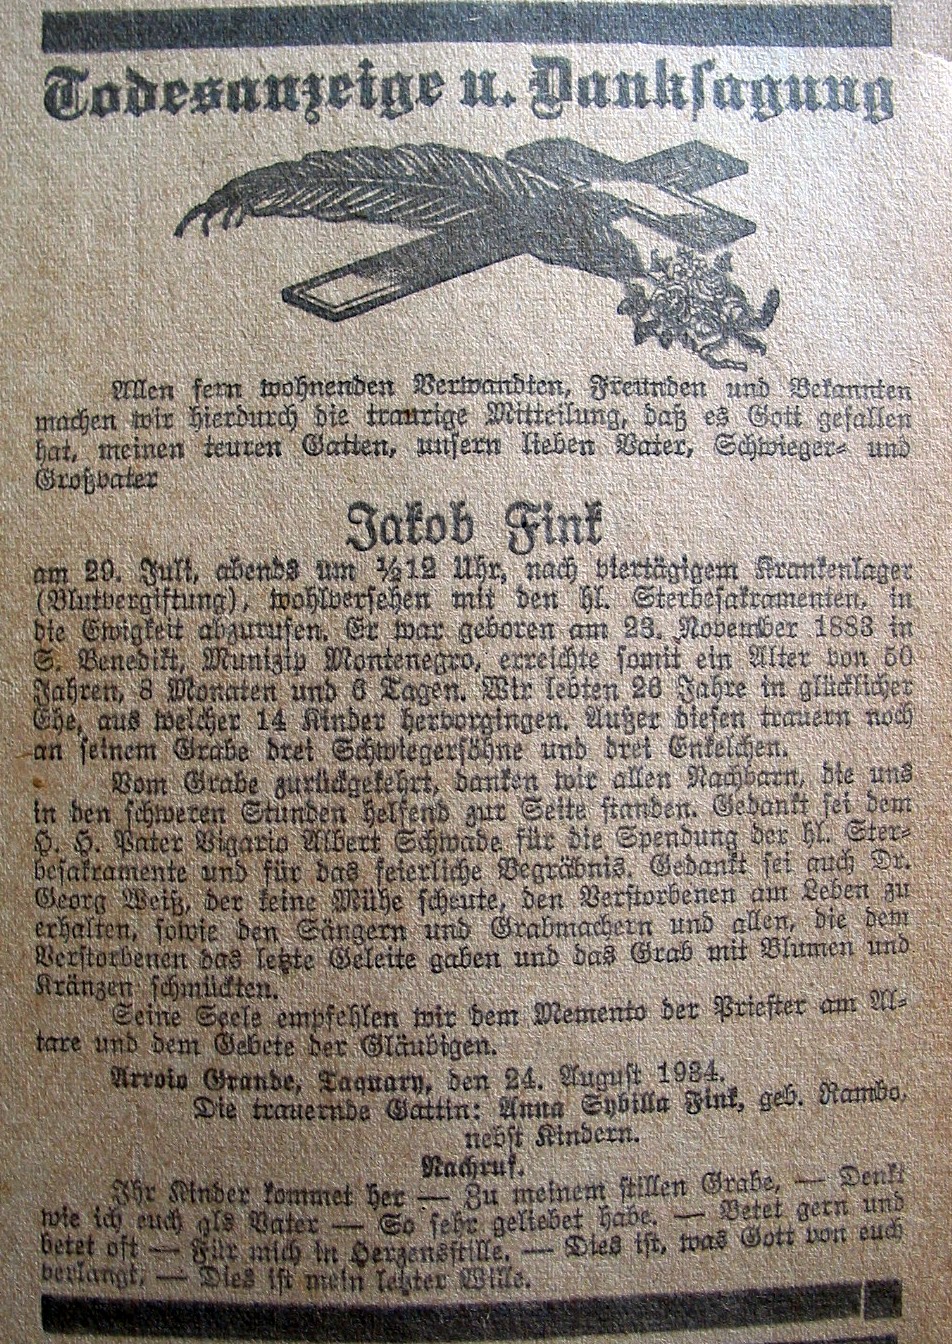 Todesanzeige u. Danksagung
Allen fern wohnenden Verwandten, Freunden und Bekannten
machen wir hierdurch die traurige Mitteilung, daß es Gott gefallen
hat, meinen teuren Gatten, unsern lieben Vater, Schwieger- und
Großvater
Jakob Fink
am 29. Juli, abends um ½12 Uhr, nach viertägigem Krankenlager
(Blutvergiftung), wohlversehen mit den hl. Sterbesakramenten, in
die Ewigkeit abzurufen. Er war geboren am 23. November 1883 in
S. Benedikt, Munizip Montenegro, erreichte somit ein Alter von 50
Jahren, 8 Monaten und 6 Tagen. Wir lebten 26 Jahre in glücklicher
Ehe, aus welcher 14 Kinder hervorgingen. Außer diesen trauern noch
an seinem Grabe drei Schwiegersöhne und drei Enkelchen.
Vom Grabe zurückgekehrt, danken wir allen Nachbarn, die uns
in den schweren Stunden helfend zur Seite standen. Gedankt sei dem
H. H. Pater Vigario Albert Schwade für die Spendung der hl. Ster-
besakramente und für das feierliche Begräbnis. Gedankt sei auch Dr.
Georg Weiß, der keine Mühe scheute, den Verstorbenen am Leben zu
erhalten, sowie den Sängern und Grabmachern und allen, die dem
Verstorbenen das letzte Geleite gaben und das Grab mit Blumen und
Kränzen schmückten.
Seine Seele empfehlen wir dem Memento der Priester am Al-
tare und dem Gebete der Gläubigen.
Arroio Grande, Taquary, den 24. August 1934.
Die trauernde Gattin: Anna Sybilla Fink, geb. Rambo,
nebst Kindern.
Nachruf.
Ihr Kinder kommet her — Zu meinem stillen Grabe, — Denkt
wie ich euch als Vater — So sehr geliebet habe. — Betet gern und
betet oft — Für mich in Herzensstille. — Dies ist, was Gott von euch
verlangt, — Dies ist mein letzter Wille.